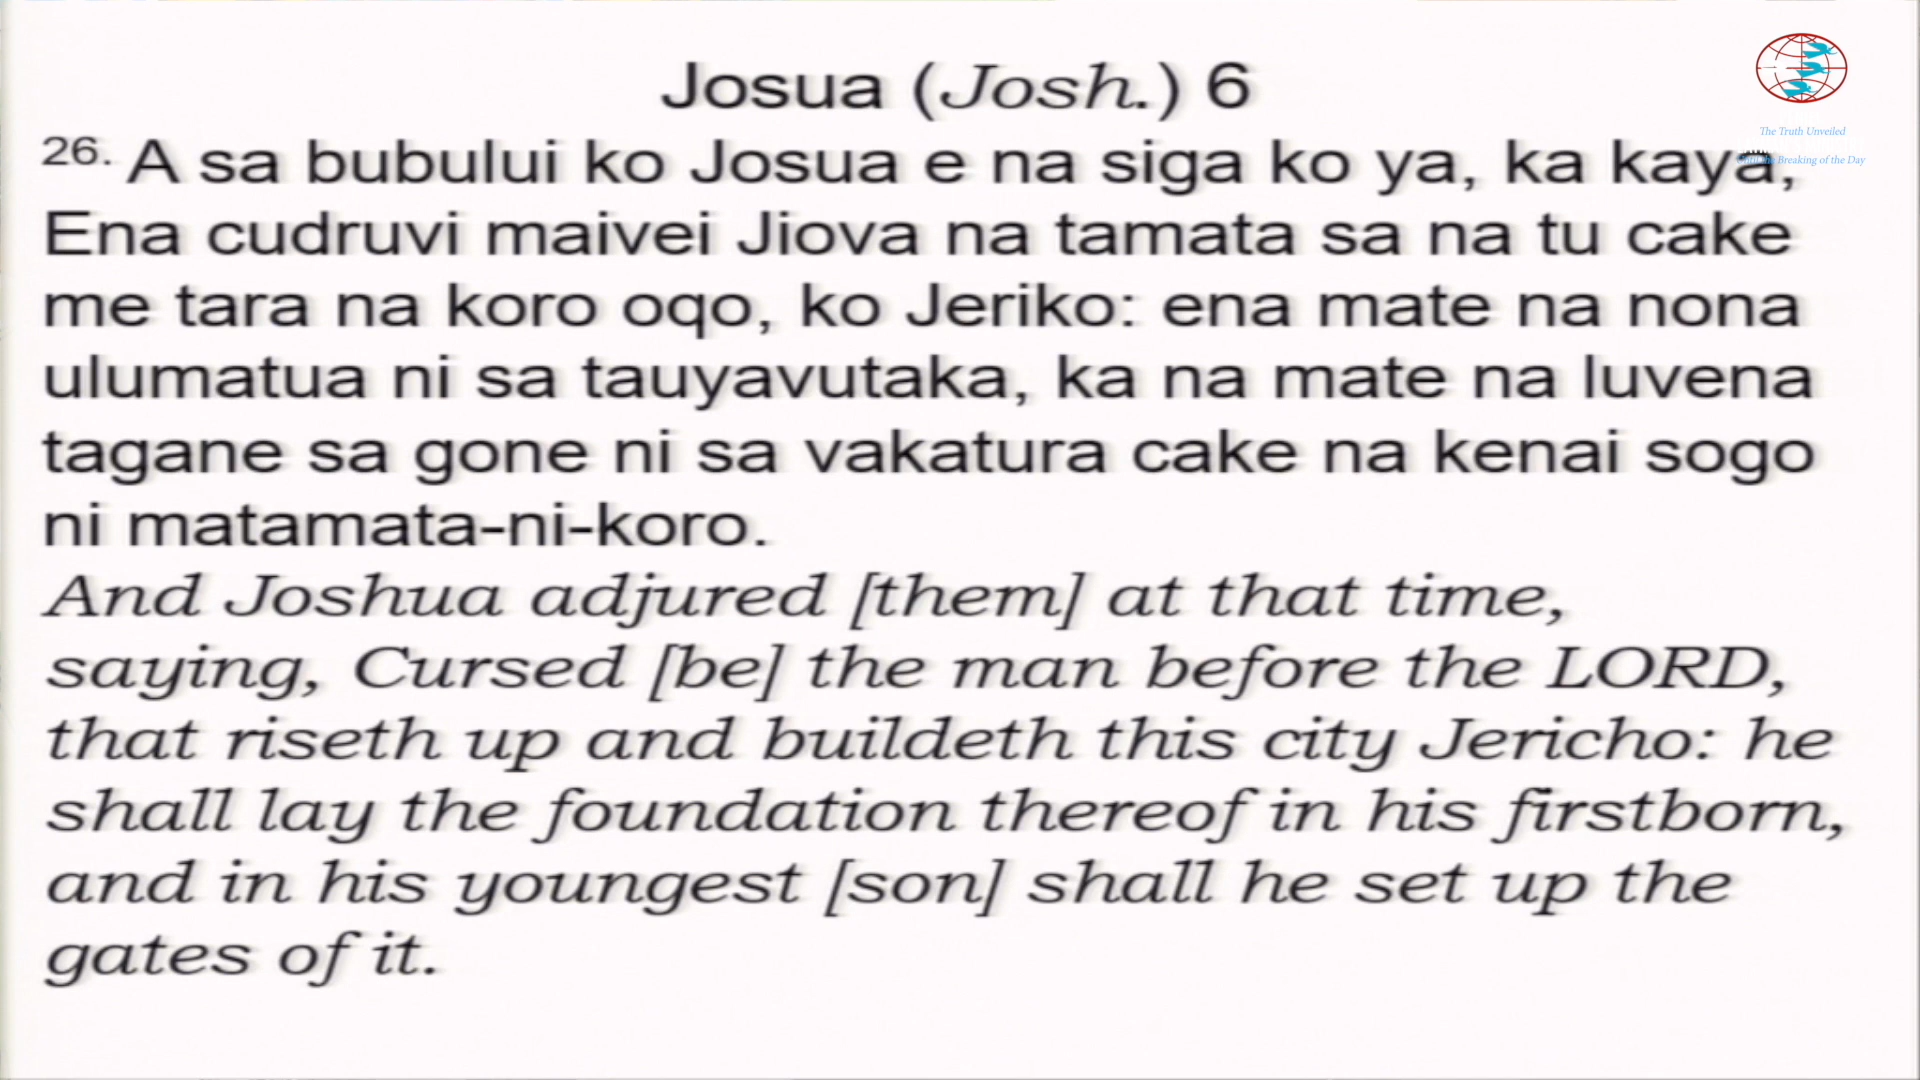 Josua (Josh.) 6
The Truth Unveiled
26. A sa bubului ko Josua e na siga ko ya, ka kaya,
Breaking of the Day
Ena cudruvi maivei Jiova na tamata sa na tu cake
me tara na koro oqo, ko Jeriko: ena mate na nona
ulumatua ni sa tauyavutaka, ka na mate na luvena
tagane sa gone ni sa vakatura cake na kenai sogo
ni matamata-ni-koro.
And Joshua adjured [them] at that time,
saying, Cursed [be] the man before the LORD,
that riseth up and buildeth this city Jericho: he
shall lay the foundation thereof in his firstborn,
and in his youngest [son] shall he set up the
gates of it.